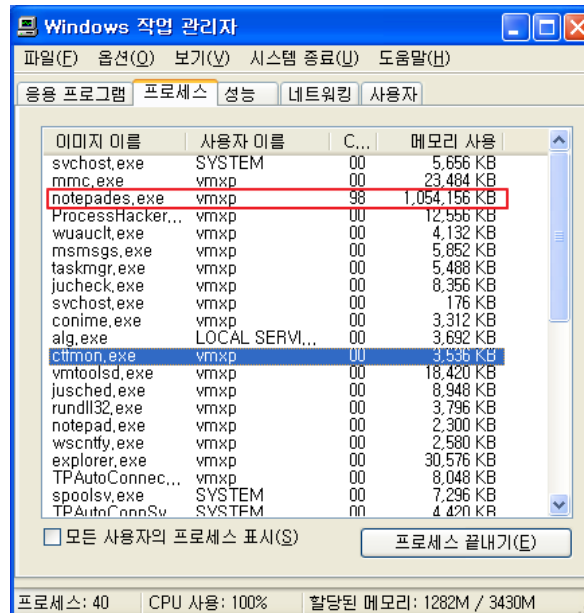 Windows 작업 관리자
파일(F) 옵션(O) 보기(V) 시스템 종료(U) 도움말(H)
응용 프로그램 프로세스 성능 네트워킹 사용자
이미지 이름 사용자 이름 C... 메모리 사용
svchost.exe SYSTEM 00 5,656 KB
mmc.exe vmxp 00 23,484 KB
notepades.exe vmxp 98 1,054,156 KB
ProcessHacker,... vmxp 00 12,556 KB
wuauclt.exe vmxp 00 4,132 KB
msmsgs.exe vmxp 00 5,852 KB
taskmgr.exe vmxp 00 5,488 KB
jucheck.exe vmxp 00 8,356 KB
svchost.exe vmxp 00 176 KB
conime.exe vmxp 00 3,312 KB
alg.exe LOCAL SERVI... 00 3,692 KB
ctfmon.exe vmxp 00 3,536 KB
vmtoolsd.exe vmxp 00 18,420 KB
jusched.exe vmxp 00 8,948 KB
rundll32.exe vmxp 00 3,796 KB
notepad.exe vmxp 00 2,300 KB
wscntfy.exe vmxp 00 2,580 KB
explorer.exe vmxp 00 30,576 KB
TPAutoConnec... vmxp 00 8,048 KB
spoolsv.exe SYSTEM 00 7,296 KB
TPAutoConnSv... SYSTEM 00 4,420 KB
모든 사용자의 프로세스 표시(S) 프로세스 끝내기(E)
프로세스: 40 CPU 사용: 100% 할당된 메모리: 1282M / 3430M